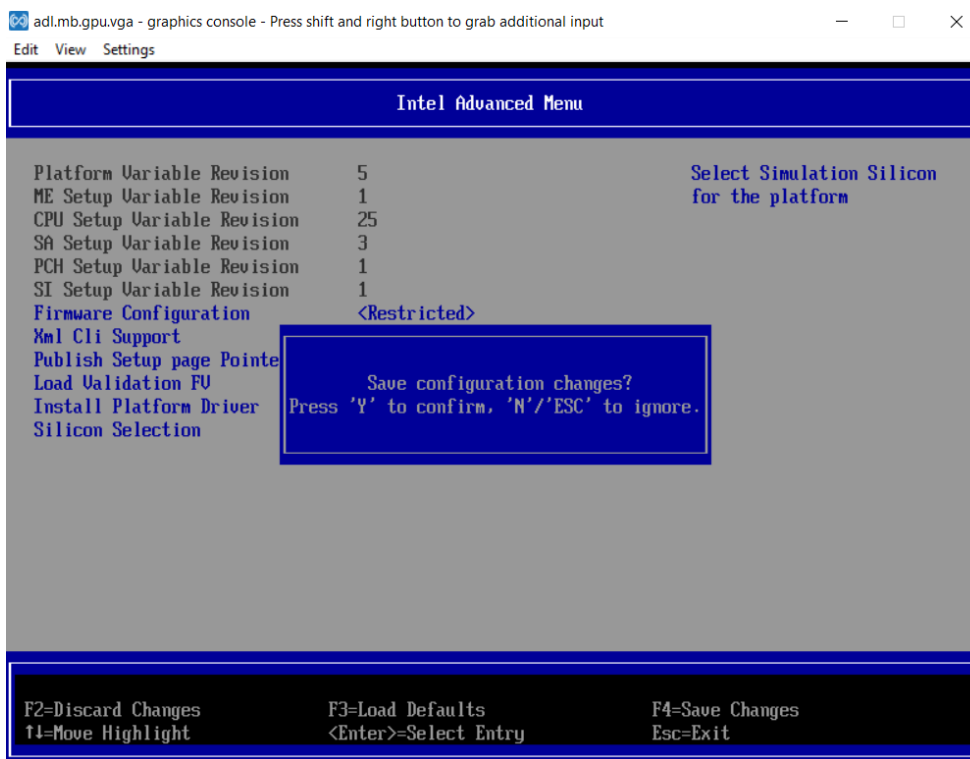 adl.mb.gpu.vga - graphics console - Press shift and right button to grab additional input
Edit View Settings
Intel Advanced Menu
Platform Variable Revision 5
ME Setup Variable Revision 1
CPU Setup Variable Revision 25
SA Setup Variable Revision 3
PCH Setup Variable Revision 1
SI Setup Variable Revision 1
Firmware Configuration <Restricted>
Xml Cli Support
Publish Setup page Pointe
Load Validation FV
Install Platform Driver
Silicon Selection
Select Simulation Silicon
for the platform
Save configuration changes?
Press 'Y' to confirm, 'N'/'ESC' to ignore.
F2=Discard Changes F3=Load Defaults F4=Save Changes
↑↓=Move Highlight <Enter>=Select Entry Esc=Exit